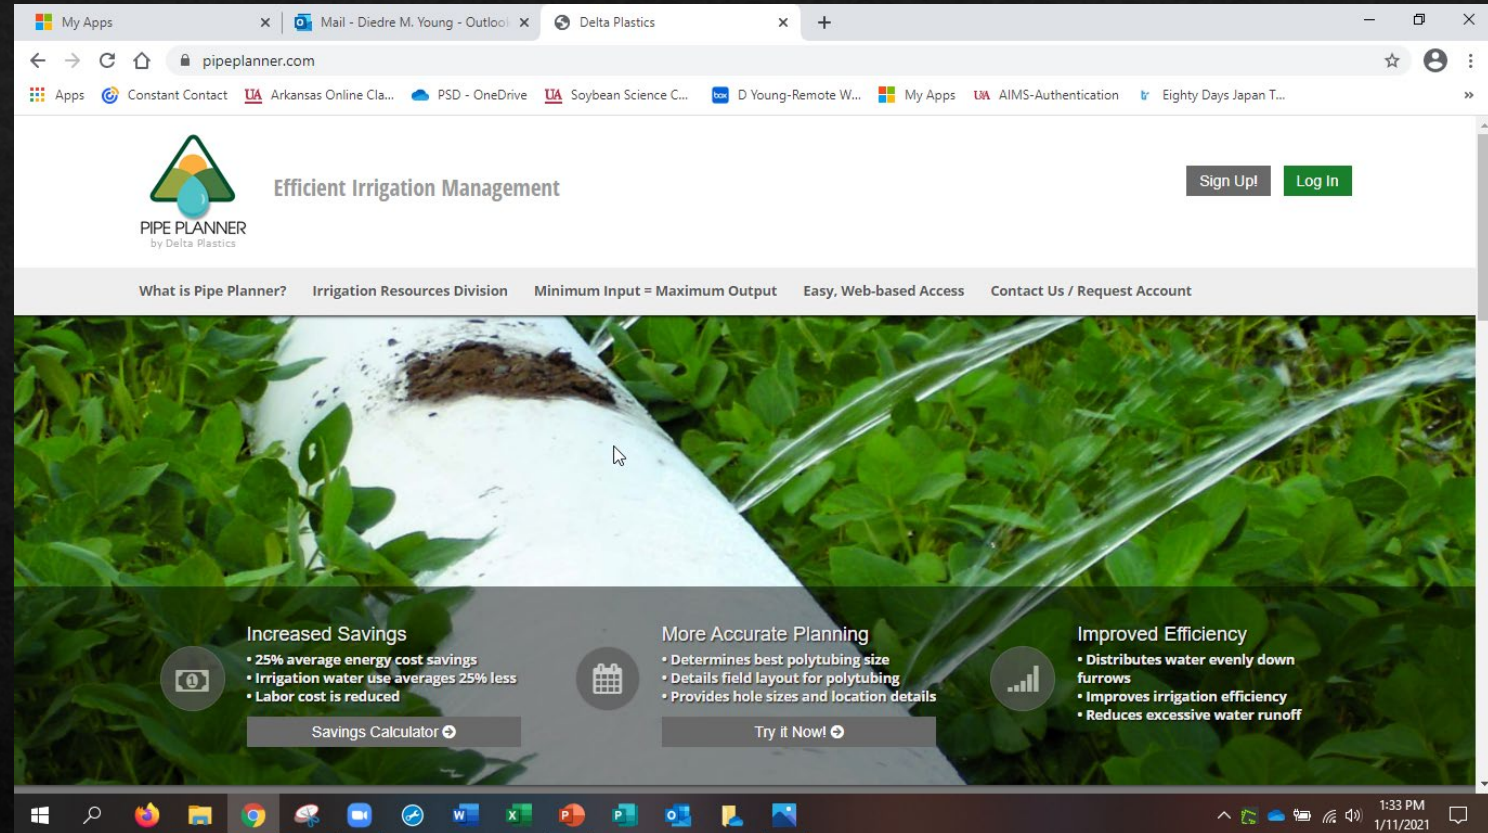 My Apps
Mail - Diedre M. Young - Outlook
Delta Plastics
pipeplanner.com
Apps
Constant Contact
UA Arkansas Online Cla...
PSD - OneDrive
UA Soybean Science C...
box D Young-Remote W...
My Apps
UA AIMS-Authentication
tr Eighty Days Japan T...
»
Efficient Irrigation Management
Sign Up!
Log In
PIPE PLANNER
by Delta Plastics
What is Pipe Planner?
Irrigation Resources Division
Minimum Input = Maximum Output
Easy, Web-based Access
Contact Us / Request Account
Increased Savings
• 25% average energy cost savings
• Irrigation water use averages 25% less
• Labor cost is reduced
Savings Calculator
More Accurate Planning
• Determines best polytubing size
• Details field layout for polytubing
• Provides hole sizes and location details
Try it Now!
Improved Efficiency
• Distributes water evenly down
furrows
• Improves irrigation efficiency
• Reduces excessive water runoff
1:33 PM
1/11/2021